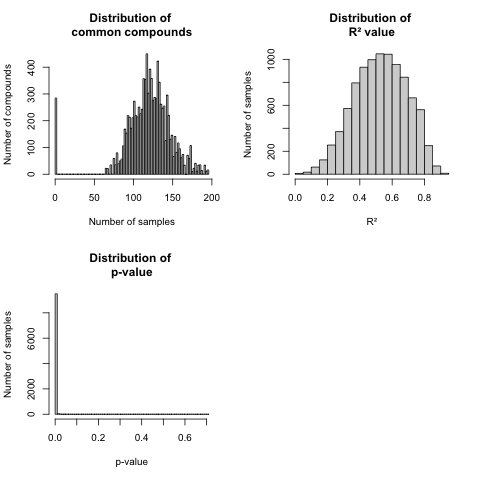 Distribution of
common compounds
Number of compounds
0 100 200 300 400
0 50 100 150 200
Number of samples
Distribution of
R² value
Number of samples
0 200 600 1000
0.0 0.2 0.4 0.6 0.8
R²
Distribution of
p-value
Number of samples
0 2000 6000
0.0 0.2 0.4 0.6
p-value